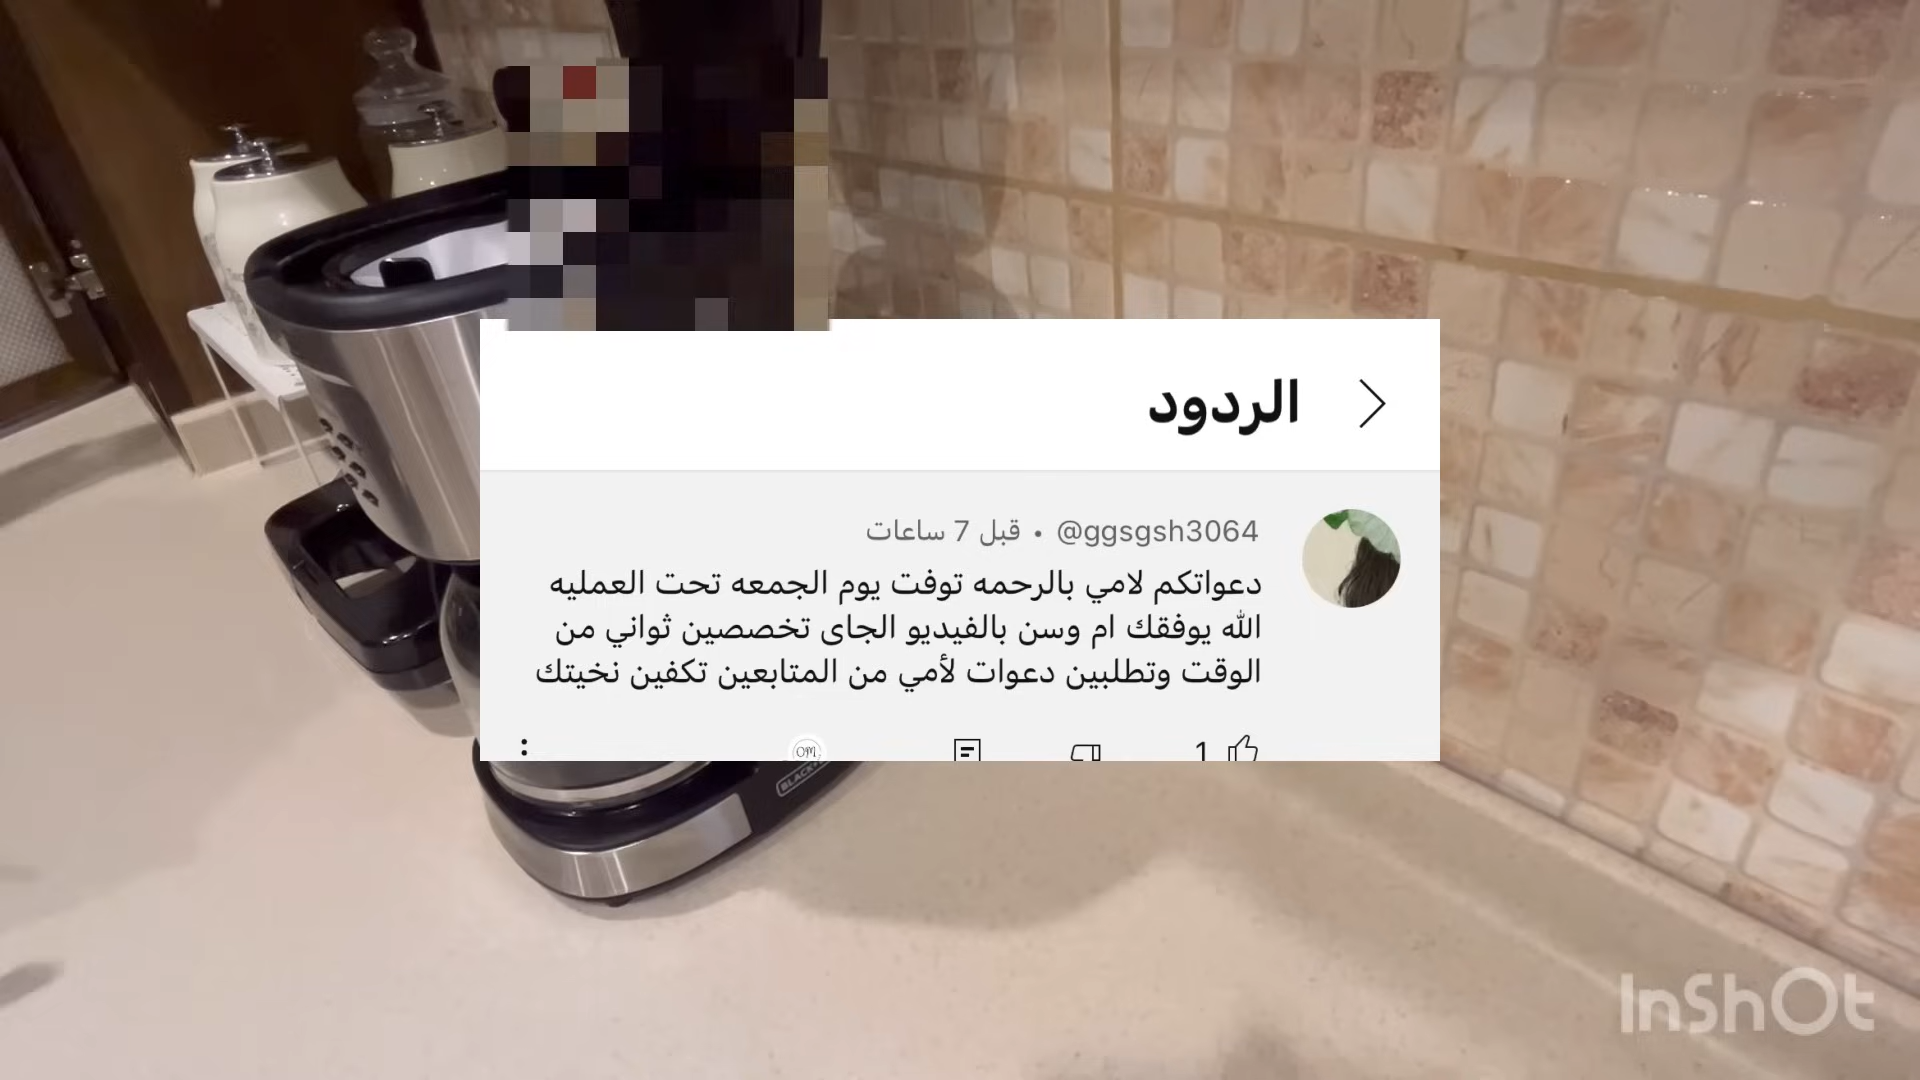 الردود
@ggsgsh3064 • قبل 7 ساعات
دعواتكم لامي بالرحمه توفت يوم الجمعه تحت العمليه
الله يوفقك ام وسن بالفيديو الجاى تخصصين ثواني من
الوقت وتطلبين دعوات لأمي من المتابعين تكفين نخيتك
1
OM
InShOt